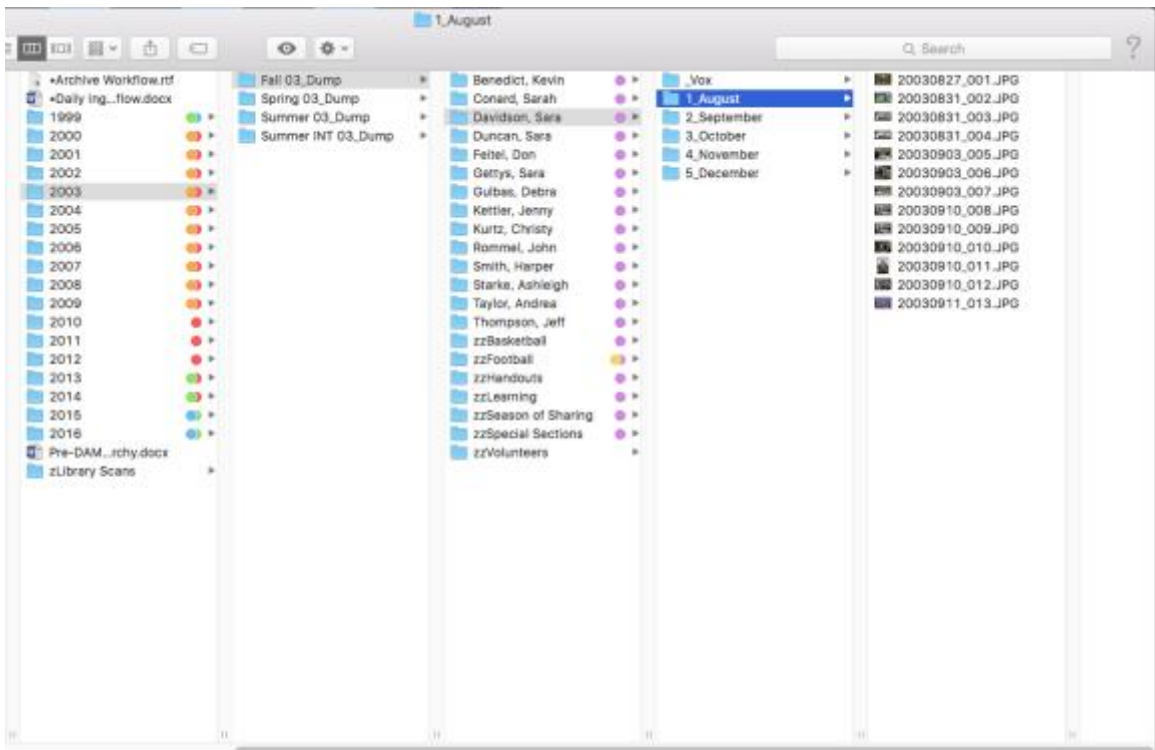 1_August
Search
?
•Archive Workflow.rtf
•Daily Ing...flow.docx
1999
2000
2001
2002
2003
2004
2005
2006
2007
2008
2009
2010
2011
2012
2013
2014
2015
2016
Pre-DAM...rchy.docx
zLibrary Scans
Fall 03_Dump
Spring 03_Dump
Summer 03_Dump
Summer INT 03_Dump
Benedict, Kevin
Conard, Sarah
Davidson, Sara
Duncan, Sara
Feitel, Don
Gettys, Sara
Gulbas, Debra
Kettler, Jenny
Kurtz, Christy
Rommel, John
Smith, Harper
Starke, Ashleigh
Taylor, Andrea
Thompson, Jeff
zzBasketball
zzFootball
zzHandouts
zzLearning
zzSeason of Sharing
zzSpecial Sections
zzVolunteers
_Vox
1_August
2_September
3_October
4_November
5_December
20030827_001.JPG
20030831_002.JPG
20030831_003.JPG
20030831_004.JPG
20030903_005.JPG
20030903_006.JPG
20030903_007.JPG
20030910_008.JPG
20030910_009.JPG
20030910_010.JPG
20030910_011.JPG
20030910_012.JPG
20030911_013.JPG